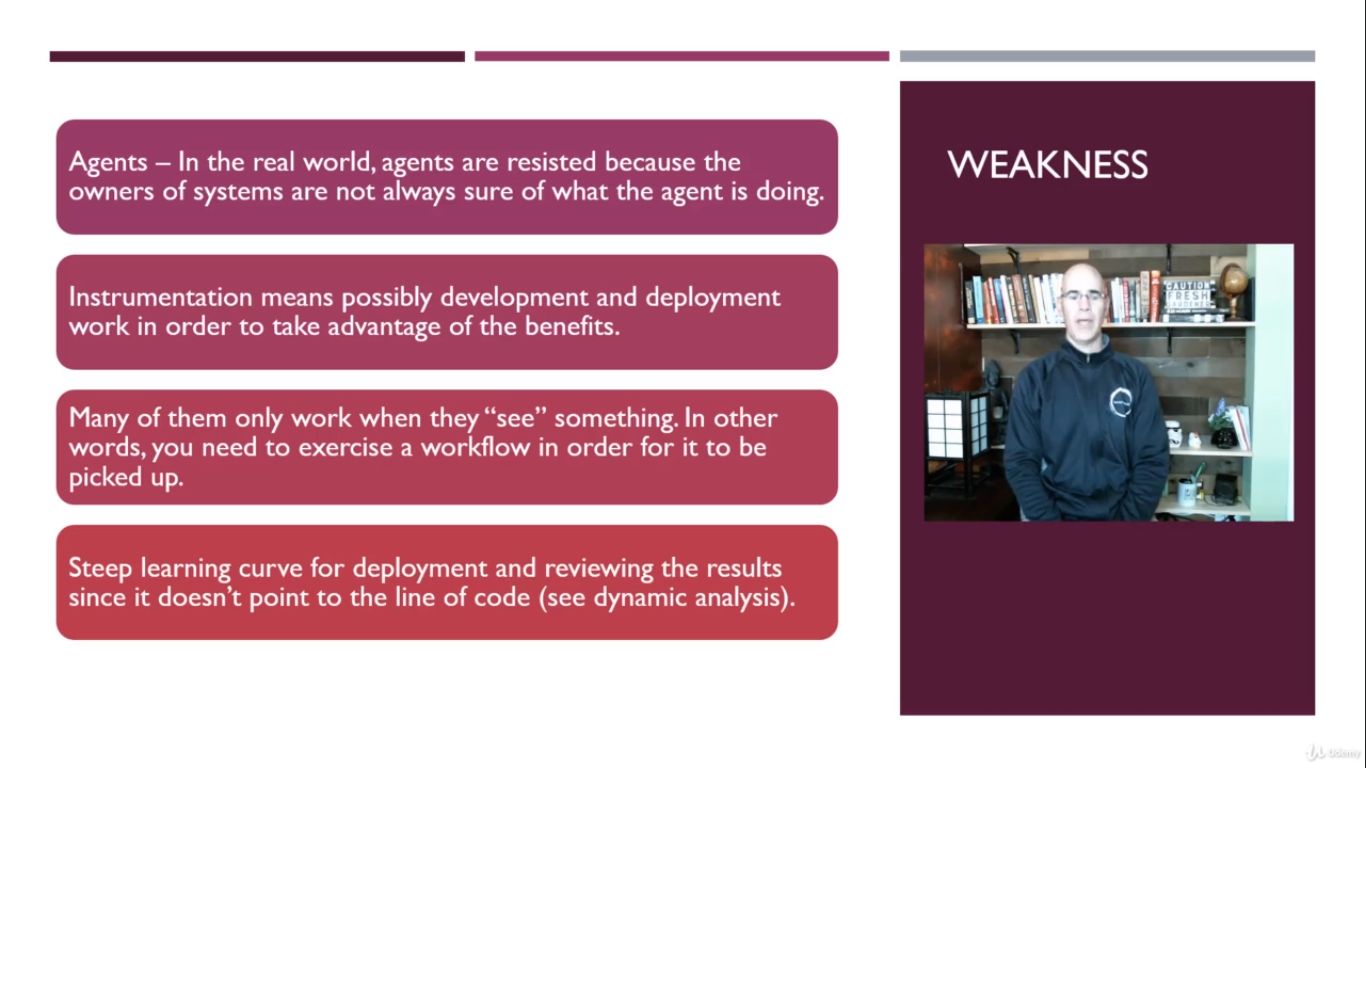 Agents – In the real world, agents are resisted because the
owners of systems are not always sure of what the agent is doing.
Instrumentation means possibly development and deployment
work in order to take advantage of the benefits.
Many of them only work when they “see” something. In other
words, you need to exercise a workflow in order for it to be
picked up.
Steep learning curve for deployment and reviewing the results
since it doesn’t point to the line of code (see dynamic analysis).
WEAKNESS
CAUTION
FRESH
Udemy